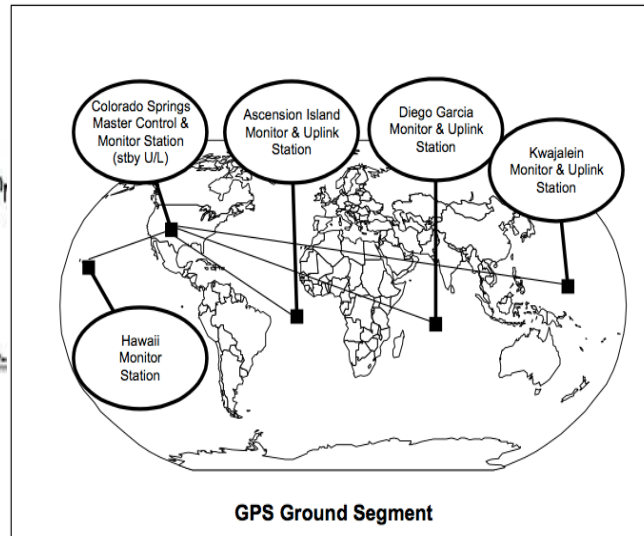 Colorado Springs
Master Control &
Monitor Station
(stby U/L)
Ascension Island
Monitor & Uplink
Station
Diego Garcia
Monitor & Uplink
Station
Kwajalein
Monitor & Uplink
Station
Hawaii
Monitor
Station
GPS Ground Segment